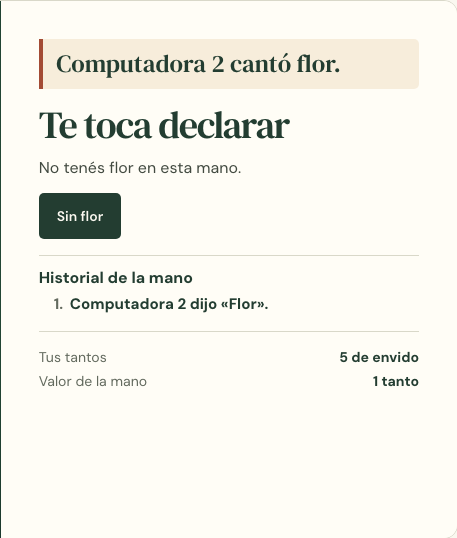 Computadora 2 cantó flor.
Te toca declarar
No tenés flor en esta mano.
Sin flor
Historial de la mano
1. Computadora 2 dijo «Flor».
Tus tantos 5 de envido
Valor de la mano 1 tanto